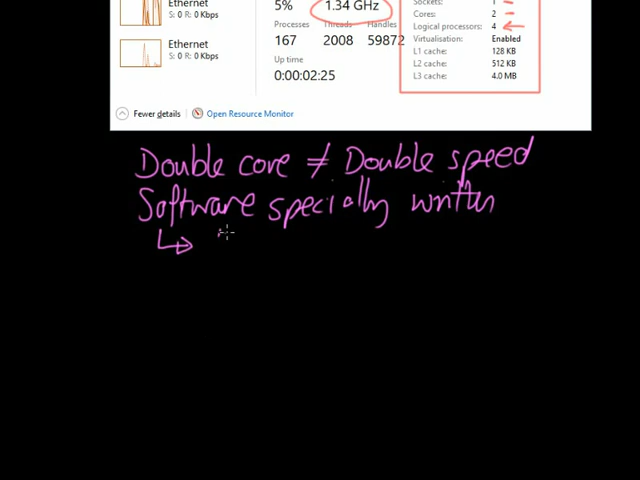 Ethernet
S: 0 R: 0 Kbps
Ethernet
S: 0 R: 0 Kbps
5% 1.34 GHz
Processes Threads Handles
167 2008 59872
Up time
0:00:02:25
Sockets: 1
Cores: 2
Logical processors: 4
Virtualisation: Enabled
L1 cache: 128 KB
L2 cache: 512 KB
L3 cache: 4.0 MB
Fewer details Open Resource Monitor
Double core ≠ Double speed
Software specially written